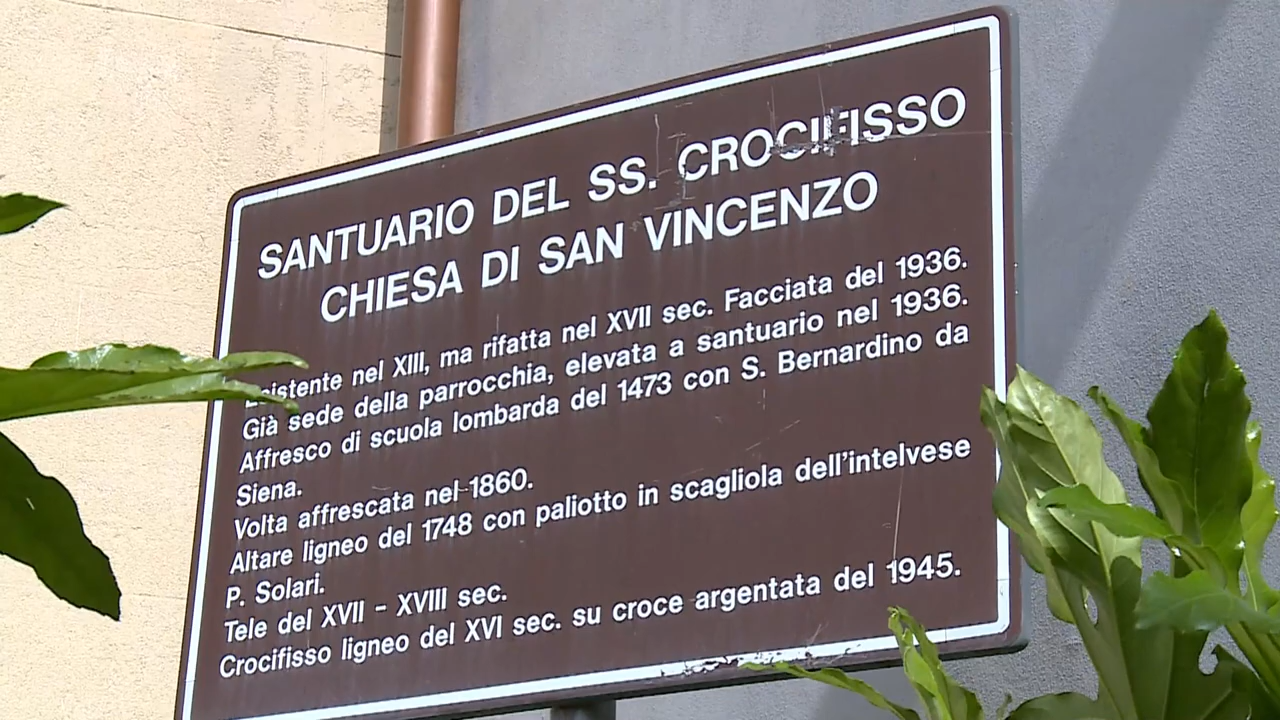 SANTUARIO DEL SS. CROCIFISSO
CHIESA DI SAN VINCENZO
Esistente nel XIII, ma rifatta nel XVII sec. Facciata del 1936.
Già sede della parrocchia, elevata a santuario nel 1936.
Affresco di scuola lombarda del 1473 con S. Bernardino da
Siena.
Volta affrescata nel 1860.
Altare ligneo del 1748 con paliotto in scagliola dell'intelvese
P. Solari.
Tele del XVII - XVIII sec.
Crocifisso ligneo del XVI sec. su croce argentata del 1945.